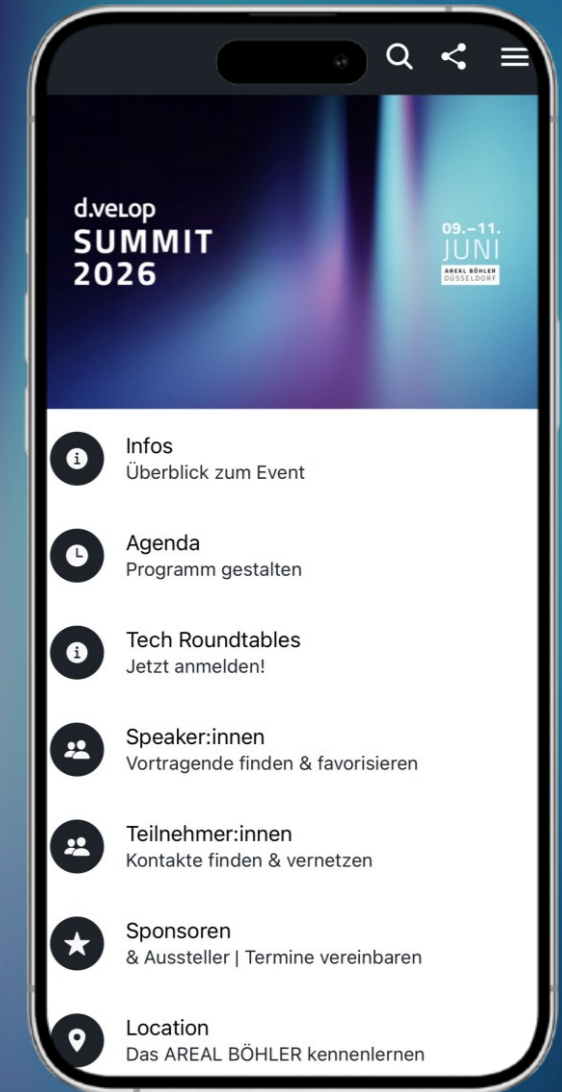 d.velop
SUMMIT
2026
09.–11.
JUNI
AREAL BÖHLER
DÜSSELDORF
Infos
Überblick zum Event
Agenda
Programm gestalten
Tech Roundtables
Jetzt anmelden!
Speaker:innen
Vortragende finden & favorisieren
Teilnehmer:innen
Kontakte finden & vernetzen
Sponsoren
& Aussteller | Termine vereinbaren
Location
Das AREAL BÖHLER kennenlernen